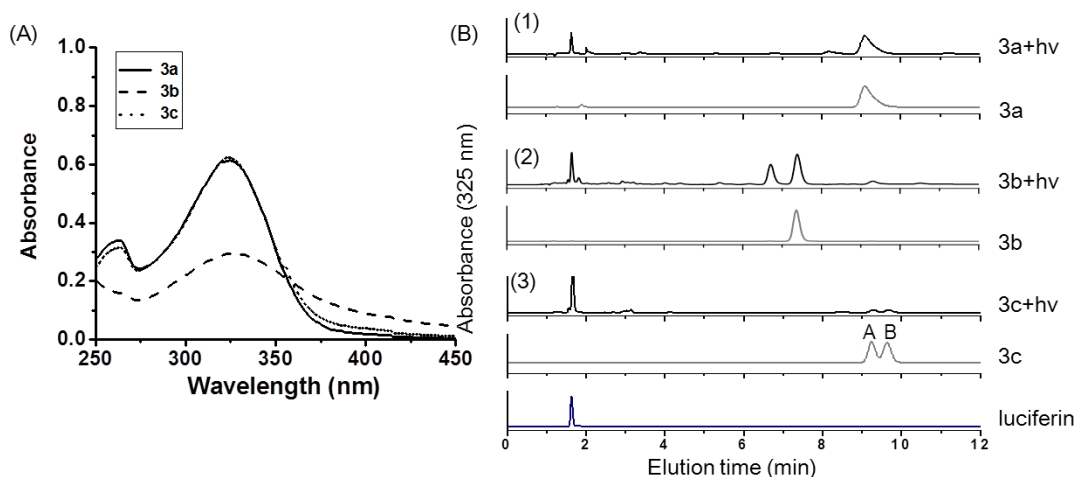 (A)
1.0
0.8
0.6
0.4
0.2
0.0
Absorbance
3a
3b
3c
250 300 350 400 450
Wavelength (nm)
(B)
Absorbance (325 nm)
(1)
3a+hv
3a
(2)
3b+hv
3b
(3)
3c+hv
A B
3c
luciferin
0 2 4 6 8 10 12
Elution time (min)